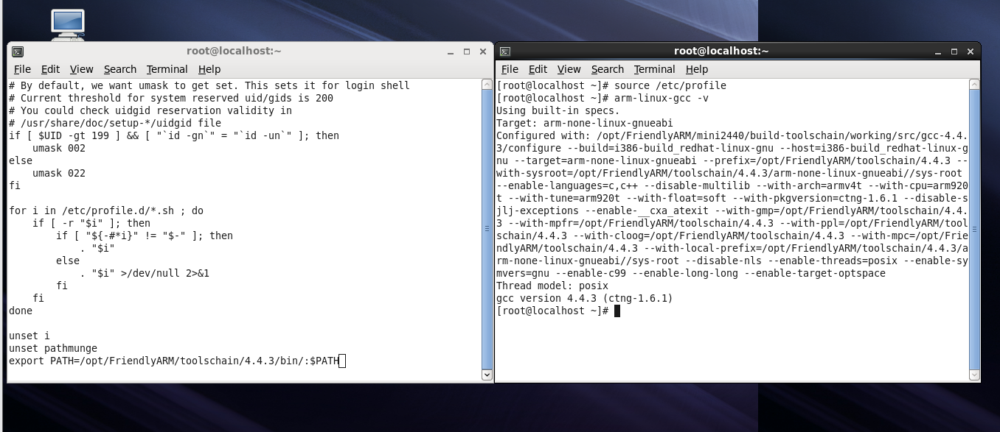 root@localhost:~
File Edit View Search Terminal Help
# By default, we want umask to get set. This sets it for login shell
# Current threshold for system reserved uid/gids is 200
# You could check uidgid reservation validity in
# /usr/share/doc/setup-*/uidgid file
if [ $UID -gt 199 ] && [ "`id -gn`" = "`id -un`" ]; then
    umask 002
else
    umask 022
fi

for i in /etc/profile.d/*.sh ; do
    if [ -r "$i" ]; then
        if [ "${-#*i}" != "$-" ]; then
            . "$i"
        else
            . "$i" >/dev/null 2>&1
        fi
    fi
done

unset i
unset pathmunge
export PATH=/opt/FriendlyARM/toolschain/4.4.3/bin/:$PATH
root@localhost:~
File Edit View Search Terminal Help
[root@localhost ~]# source /etc/profile
[root@localhost ~]# arm-linux-gcc -v
Using built-in specs.
Target: arm-none-linux-gnueabi
Configured with: /opt/FriendlyARM/mini2440/build-toolschain/working/src/gcc-4.4.
3/configure --build=i386-build_redhat-linux-gnu --host=i386-build_redhat-linux-g
nu --target=arm-none-linux-gnueabi --prefix=/opt/FriendlyARM/toolschain/4.4.3 --
with-sysroot=/opt/FriendlyARM/toolschain/4.4.3/arm-none-linux-gnueabi//sys-root
--enable-languages=c,c++ --disable-multilib --with-arch=armv4t --with-cpu=arm920
t --with-tune=arm920t --with-float=soft --with-pkgversion=ctng-1.6.1 --disable-s
jlj-exceptions --enable-__cxa_atexit --with-gmp=/opt/FriendlyARM/toolschain/4.4.
3 --with-mpfr=/opt/FriendlyARM/toolschain/4.4.3 --with-ppl=/opt/FriendlyARM/tool
schain/4.4.3 --with-cloog=/opt/FriendlyARM/toolschain/4.4.3 --with-mpc=/opt/Frie
ndlyARM/toolschain/4.4.3 --with-local-prefix=/opt/FriendlyARM/toolschain/4.4.3/a
rm-none-linux-gnueabi//sys-root --disable-nls --enable-threads=posix --enable-sy
mvers=gnu --enable-c99 --enable-long-long --enable-target-optspace
Thread model: posix
gcc version 4.4.3 (ctng-1.6.1)
[root@localhost ~]#